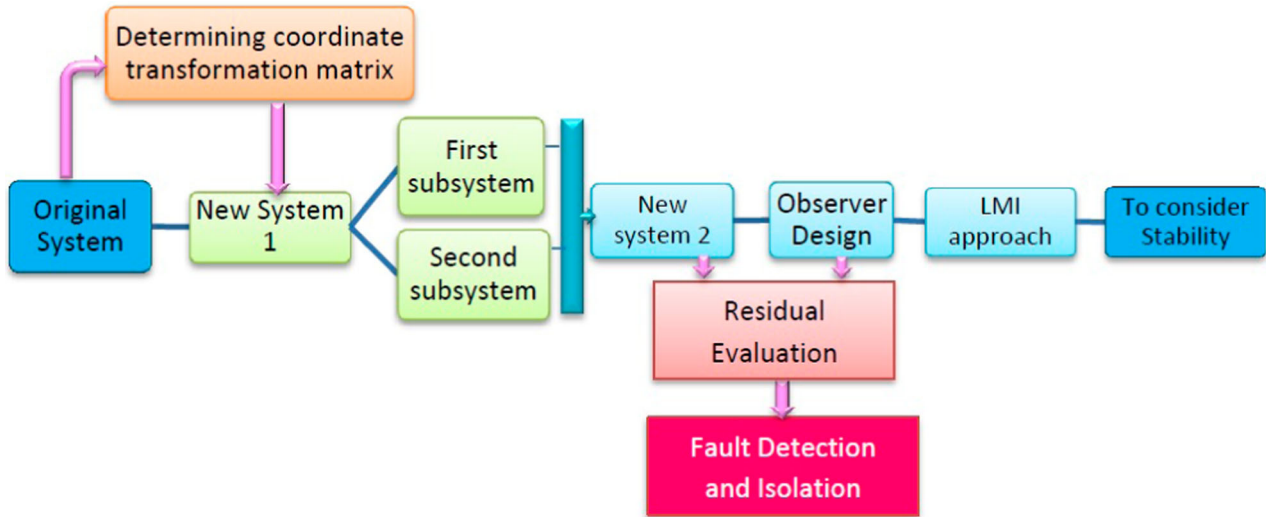 Determining coordinate
transformation matrix
Original
System
New System
1
First
subsystem
Second
subsystem
New
system 2
Observer
Design
LMI
approach
To consider
Stability
Residual
Evaluation
Fault Detection
and Isolation